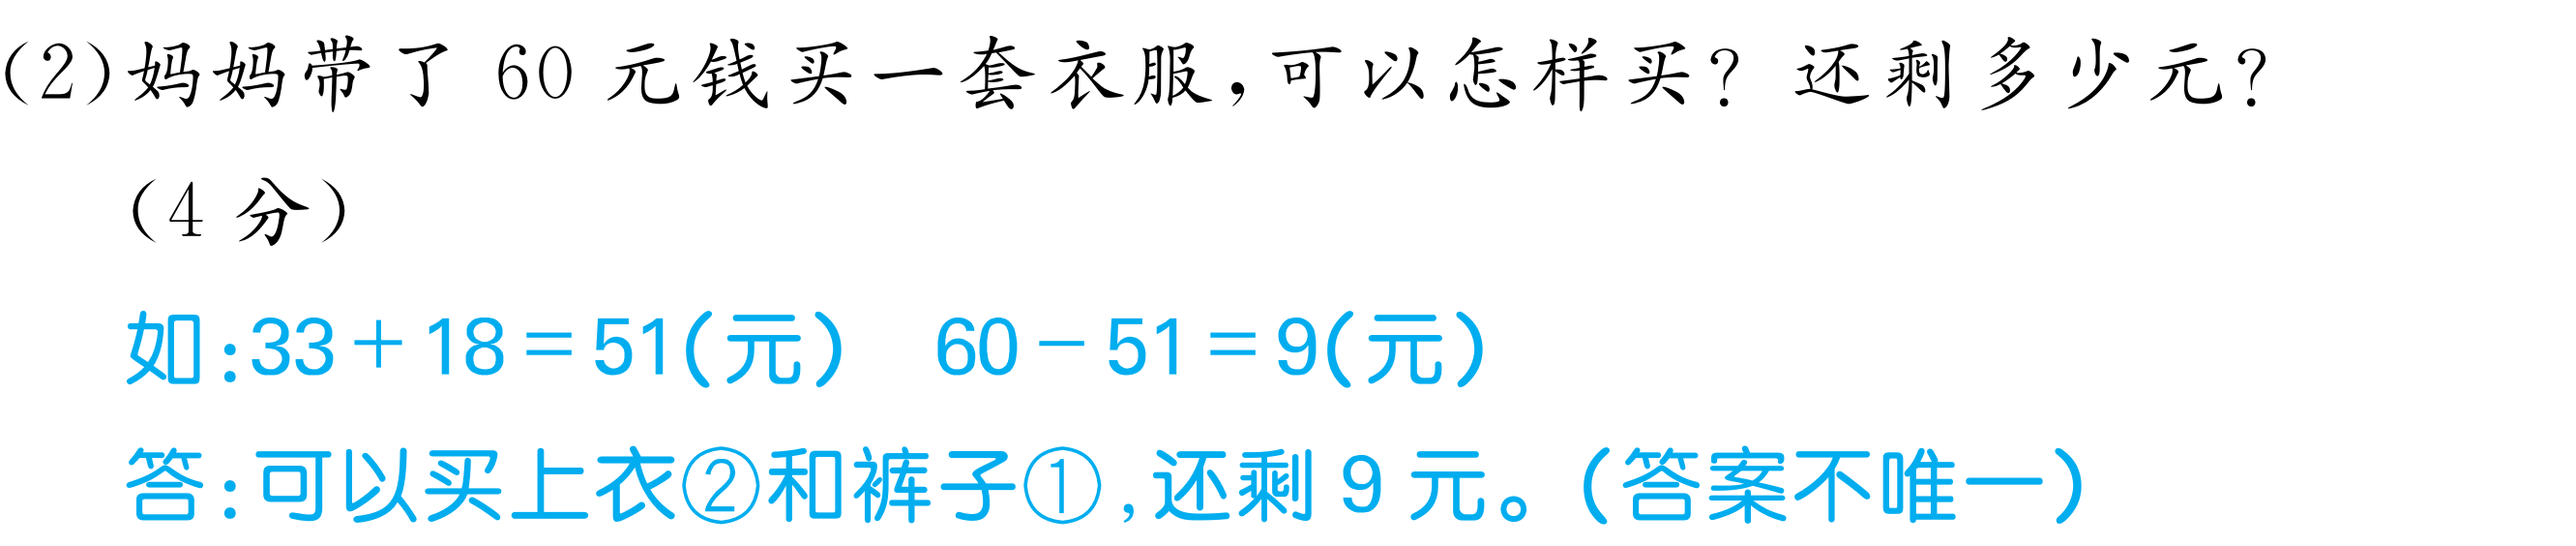 (2)妈妈带了 60 元钱买一套衣服,可以怎样买? 还剩多少元?
(4 分)
如:33+18=51(元) 60-51=9(元)
答:可以买上衣②和裤子①,还剩 9 元。(答案不唯一)